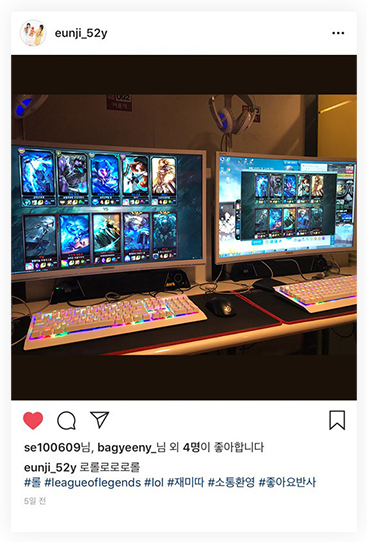 eunji_52y
se100609님, bagyeeny_님 외 4명이 좋아합니다
eunji_52y 로롤로로로롤
#롤 #leagueoflegends #lol #재미따 #소통환영 #좋아요반사
5일 전